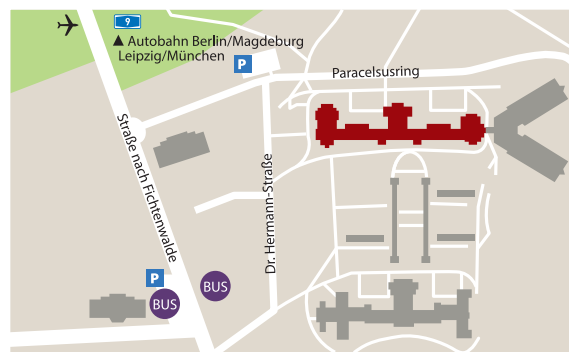 9
▲ Autobahn Berlin/Magdeburg
Leipzig/München
P
Paracelsusring
Straße nach Fichtenwalde
Dr. Hermann-Straße
P
BUS
BUS